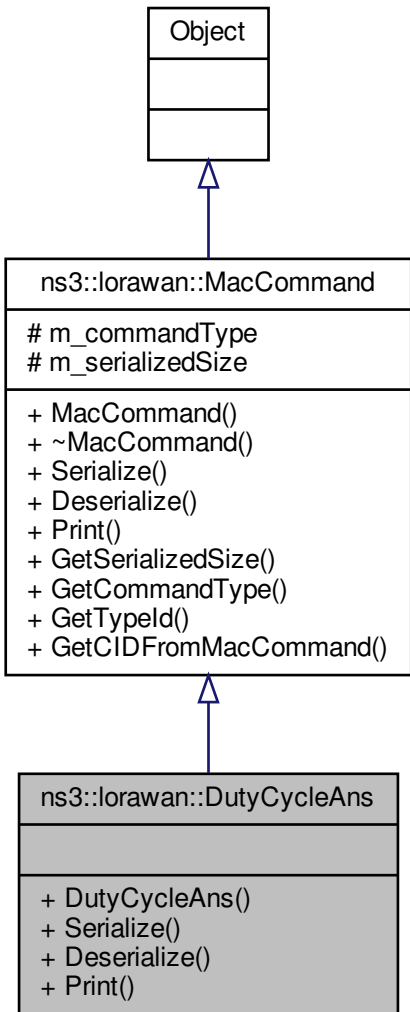 Object
ns3::lorawan::MacCommand
# m_commandType
# m_serializedSize
+ MacCommand()
+ ~MacCommand()
+ Serialize()
+ Deserialize()
+ Print()
+ GetSerializedSize()
+ GetCommandType()
+ GetTypeId()
+ GetCIDFromMacCommand()
ns3::lorawan::DutyCycleAns
+ DutyCycleAns()
+ Serialize()
+ Deserialize()
+ Print()